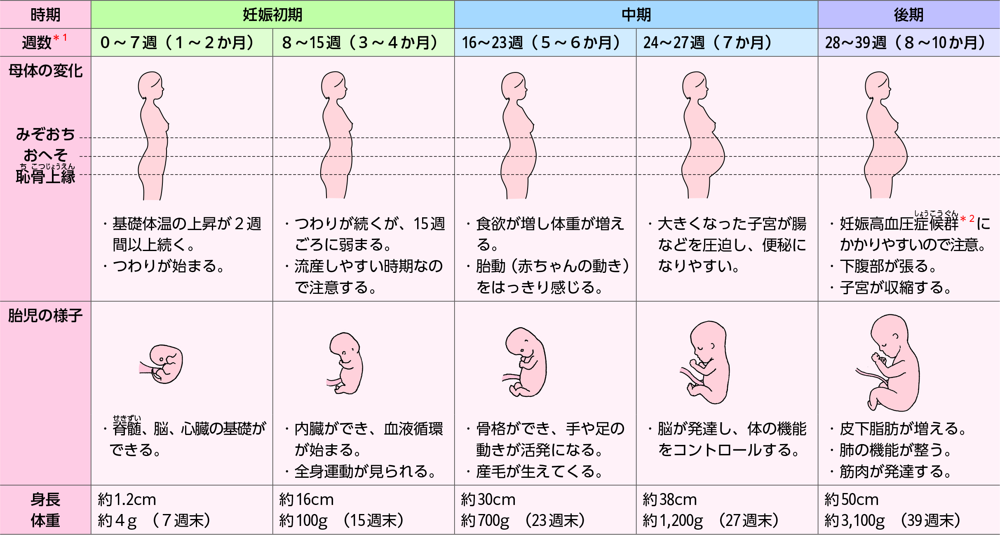 時期
妊娠初期
中期
後期
週数＊1
０～７週（１～２か月）
８～15週（３～４か月）
16～23週（５～６か月）
24～27週（７か月）
28～39週（８～10か月）
母体の変化
みぞおち
おへそ
ちこつじょうえん
恥骨上縁
・基礎体温の上昇が２週
間以上続く。
・つわりが始まる。
・つわりが続くが、15週
ごろに弱まる。
・流産しやすい時期なの
で注意する。
・食欲が増し体重が増え
る。
・胎動（赤ちゃんの動き）
をはっきり感じる。
・大きくなった子宮が腸
などを圧迫し、便秘に
なりやすい。
しょうこうぐん
・妊娠高血圧症候群＊2に
かかりやすいので注意。
・下腹部が張る。
・子宮が収縮する。
胎児の様子
せきずい
・脊髄、脳、心臓の基礎が
できる。
・内臓ができ、血液循環
が始まる。
・全身運動が見られる。
・骨格ができ、手や足の
動きが活発になる。
・産毛が生えてくる。
・脳が発達し、体の機能
をコントロールする。
・皮下脂肪が増える。
・肺の機能が整う。
・筋肉が発達する。
身長
体重
約1.2cm
約４g （７週末）
約16cm
約100g （15週末）
約30cm
約700g （23週末）
約38cm
約1,200g （27週末）
約50cm
約3,100g （39週末）